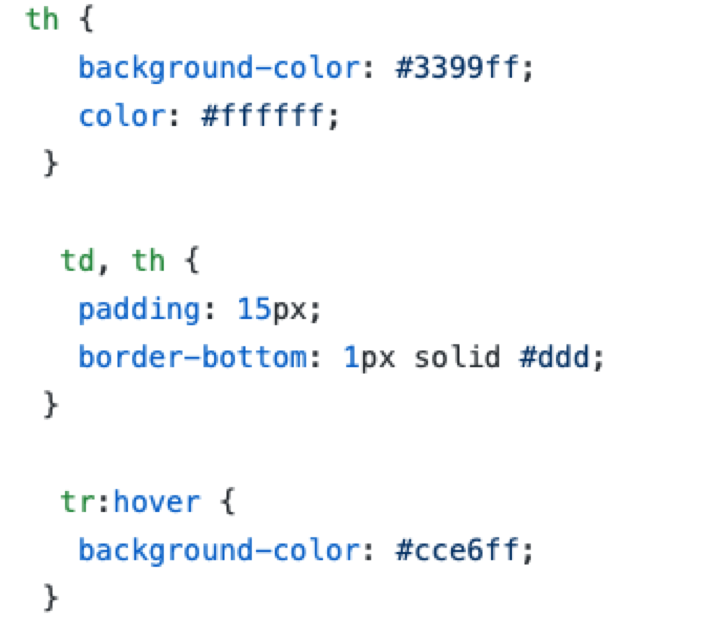 th {
background-color: #3399ff;
color: #ffffff;
}
td, th {
padding: 15px;
border-bottom: 1px solid #ddd;
}
tr:hover {
background-color: #cce6ff;
}